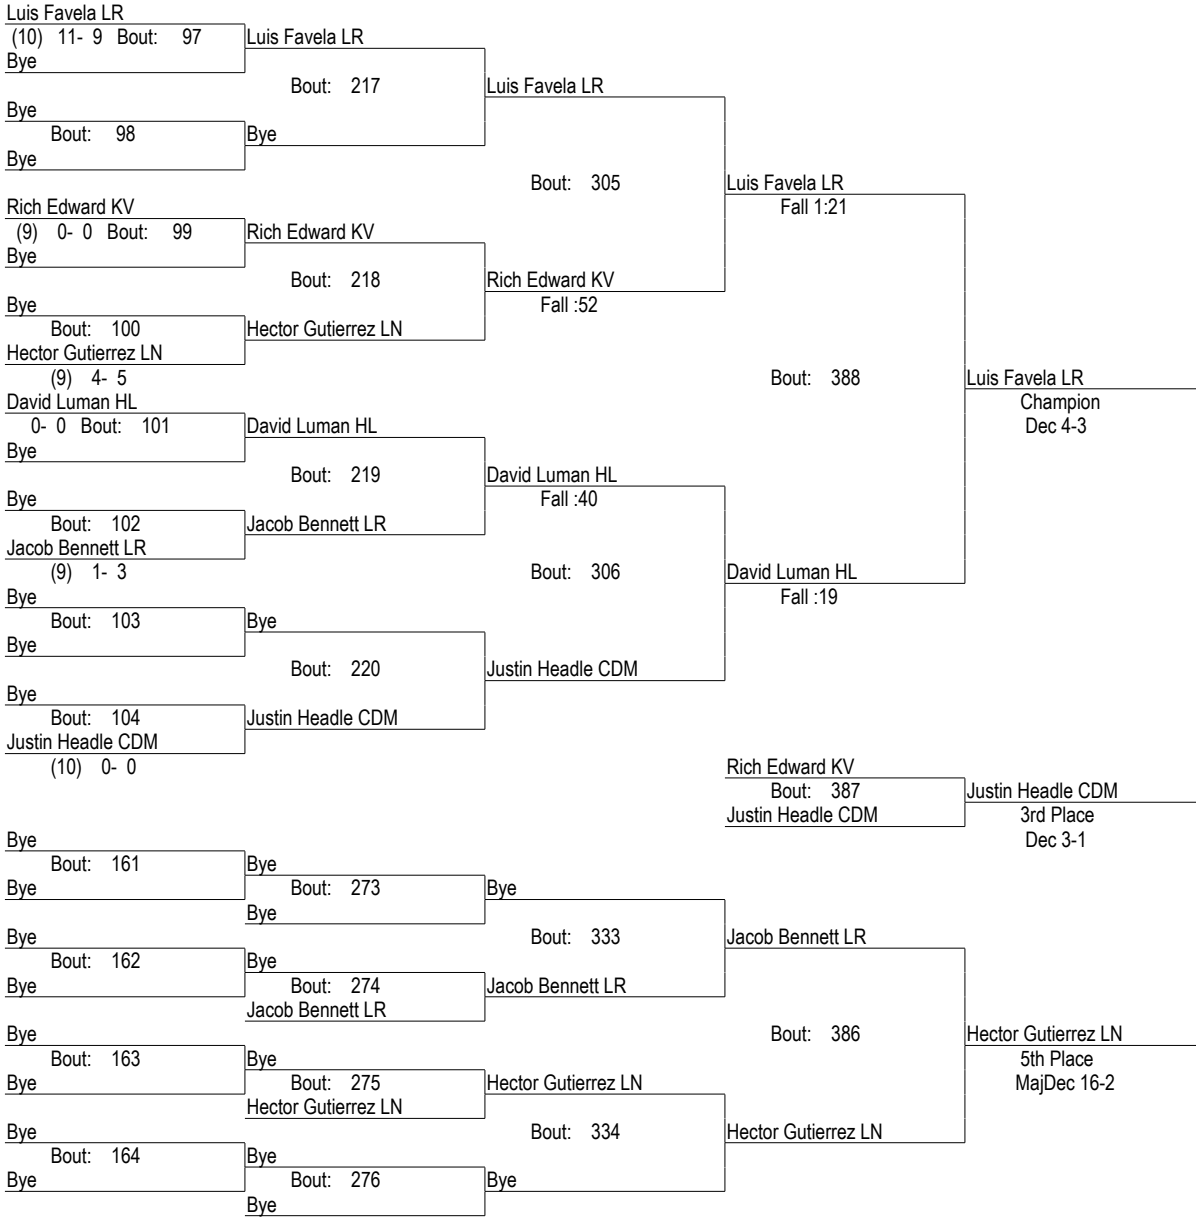 Luis Favela LR
(10) 11- 9 Bout: 97 Luis Favela LR
Bye
Bout: 217 Luis Favela LR
Bye
Bout: 98 Bye
Bye
Bout: 305 Luis Favela LR
Rich Edward KV Fall 1:21
(9) 0- 0 Bout: 99 Rich Edward KV
Bye
Bout: 218 Rich Edward KV
Bye Fall :52
Bout: 100 Hector Gutierrez LN
Hector Gutierrez LN
(9) 4- 5 Bout: 388 Luis Favela LR
David Luman HL Champion
0- 0 Bout: 101 David Luman HL Dec 4-3
Bye
Bout: 219 David Luman HL
Bye Fall :40
Bout: 102 Jacob Bennett LR
Jacob Bennett LR
(9) 1- 3 Bout: 306 David Luman HL
Bye Fall :19
Bout: 103 Bye
Bye
Bout: 220 Justin Headle CDM
Bye
Bout: 104 Justin Headle CDM
Justin Headle CDM
(10) 0- 0 Rich Edward KV
Bout: 387 Justin Headle CDM
Justin Headle CDM 3rd Place
Bye Dec 3-1
Bout: 161 Bye
Bye Bout: 273 Bye
Bye
Bye Bout: 333 Jacob Bennett LR
Bout: 162 Bye
Bye Bout: 274 Jacob Bennett LR
Jacob Bennett LR
Bye Bout: 386 Hector Gutierrez LN
Bout: 163 Bye 5th Place
Bye Bout: 275 Hector Gutierrez LN MajDec 16-2
Hector Gutierrez LN
Bye Bout: 334 Hector Gutierrez LN
Bout: 164 Bye
Bye Bout: 276 Bye
Bye